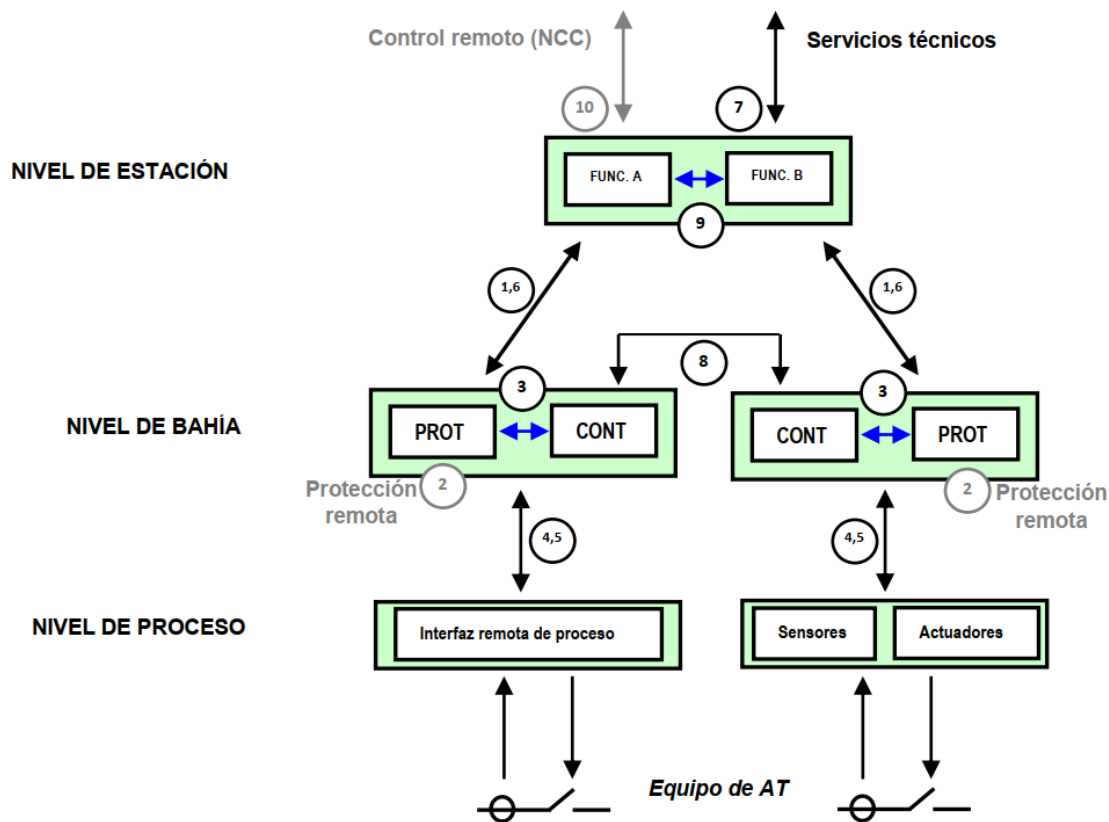 Control remoto (NCC)
Servicios técnicos
10
7
NIVEL DE ESTACIÓN
FUNC. A
FUNC. B
9
1,6
1,6
8
3
3
NIVEL DE BAHÍA
PROT
CONT
CONT
PROT
2
2
Protección
remota
Protección
remota
4,5
4,5
NIVEL DE PROCESO
Interfaz remota de proceso
Sensores
Actuadores
Equipo de AT